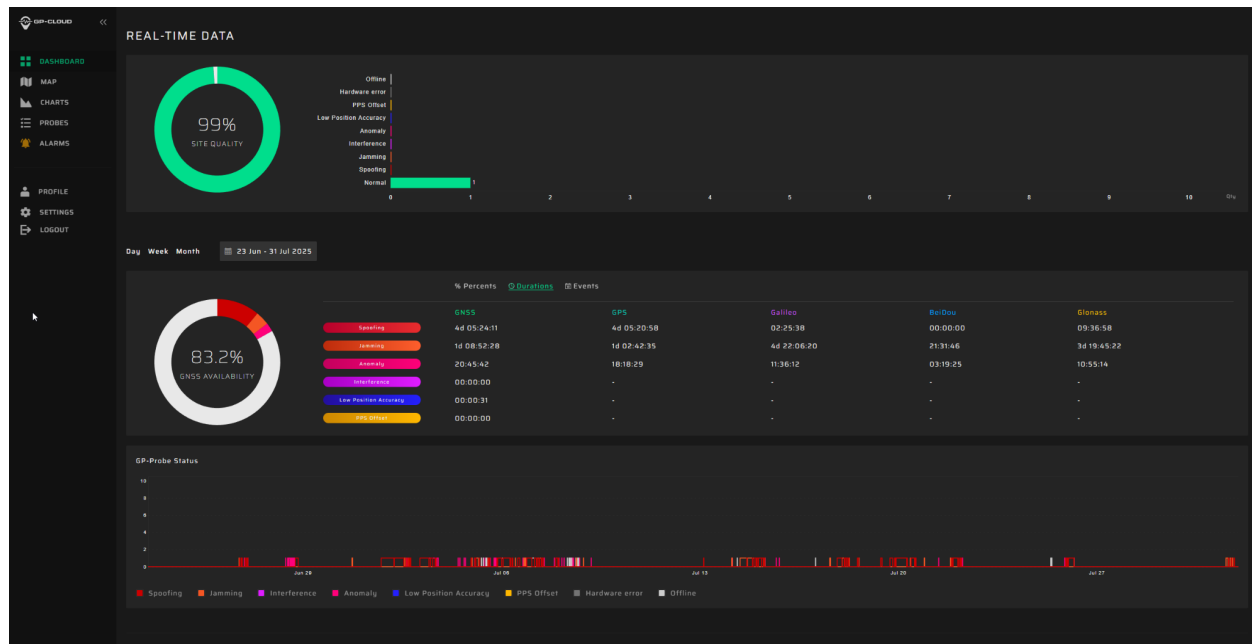 GP-CLOUD
REAL-TIME DATA
DASHBOARD
MAP
CHARTS
PROBES
ALARMS
PROFILE
SETTINGS
LOGOUT
99%
SITE QUALITY
Offline
Hardware error
PPS Offset
Low Position Accuracy
Anomaly
Interference
Jamming
Spoofing
Normal 1
0 1 2 3 4 5 6 7 8 9 10 Qty
Day Week Month 23 Jun - 31 Jul 2025
% Percents Durations Events
83.2%
GNSS AVAILABILITY
GNSS GPS Galileo BeiDou Glonass
Spoofing 4d 05:24:11 4d 05:20:58 02:25:38 00:00:00 09:36:58
Jamming 1d 08:52:28 1d 02:42:35 4d 22:06:20 21:31:46 3d 19:45:22
Anomaly 20:45:42 18:18:29 11:36:12 03:19:25 10:55:14
Interference 00:00:00 - - - -
Low Position Accuracy 00:00:31 - - - -
PPS Offset 00:00:00 - - - -
GP-Probe Status
10
8
6
4
2
0
Jun 29 Jul 06 Jul 13 Jul 20 Jul 27
Spoofing Jamming Interference Anomaly Low Position Accuracy PPS Offset Hardware error Offline